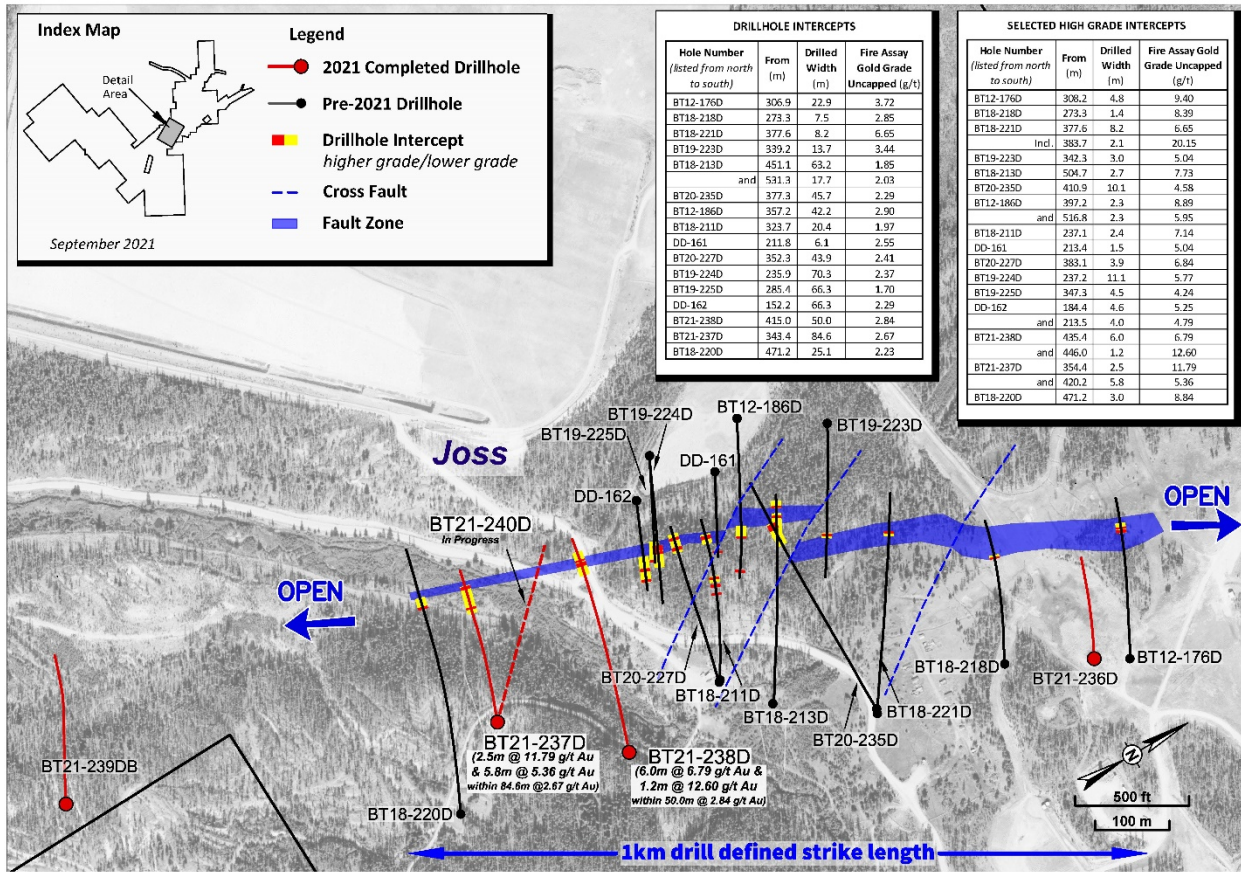 Index Map
Detail
Area
September 2021
Legend
2021 Completed Drillhole
Pre-2021 Drillhole
Drillhole Intercept
higher grade/lower grade
Cross Fault
Fault Zone
DRILLHOLE INTERCEPTS
Hole Number (listed from north to south) From (m) Drilled Width (m) Fire Assay Gold Grade Uncapped (g/t)
BT12-176D 306.9 22.9 3.72
BT18-218D 273.3 7.5 2.85
BT18-221D 377.6 8.2 6.65
BT19-223D 339.2 13.7 3.44
BT18-213D 451.1 63.2 1.85
and 531.3 17.7 2.03
BT20-235D 377.3 45.7 2.29
BT12-186D 357.2 42.2 2.90
BT18-211D 323.7 20.4 1.97
DD-161 211.8 6.1 2.55
BT20-227D 352.3 43.9 2.41
BT19-224D 235.9 70.3 2.37
BT19-225D 285.4 66.3 1.70
DD-162 152.2 66.3 2.29
BT21-238D 415.0 50.0 2.84
BT21-237D 343.4 84.6 2.67
BT18-220D 471.2 25.1 2.23
SELECTED HIGH GRADE INTERCEPTS
Hole Number (listed from north to south) From (m) Drilled Width (m) Fire Assay Gold Grade Uncapped (g/t)
BT12-176D 308.2 4.8 9.40
BT18-218D 273.3 1.4 8.39
BT18-221D 377.6 8.2 6.65
Incl. 383.7 2.1 20.15
BT19-223D 342.3 3.0 5.04
BT18-213D 504.7 2.7 7.73
BT20-235D 410.9 10.1 4.58
BT12-186D 397.2 2.3 8.89
and 516.8 2.3 5.95
BT18-211D 237.1 2.4 7.14
DD-161 213.4 1.5 5.04
BT20-227D 383.1 3.9 6.84
BT19-224D 237.2 11.1 5.77
BT19-225D 347.3 4.5 4.24
DD-162 184.4 4.6 5.25
and 213.5 4.0 4.79
BT21-238D 435.4 6.0 6.79
and 446.0 1.2 12.60
BT21-237D 354.4 2.5 11.79
and 420.2 5.8 5.36
BT18-220D 471.2 3.0 8.84
BT19-224D
BT12-186D
BT19-225D
BT19-223D
Joss
DD-161
DD-162
OPEN
BT21-240D
In Progress
OPEN
BT20-227D
BT18-211D
BT18-213D
BT20-235D
BT18-221D
BT18-218D
BT21-236D
BT12-176D
BT21-237D
(2.5m @ 11.79 g/t Au
& 5.8m @ 5.36 g/t Au
within 84.6m @2.67 g/t Au)
BT21-238D
(6.0m @ 6.79 g/t Au &
1.2m @ 12.60 g/t Au
within 50.0m @ 2.84 g/t Au)
BT21-239DB
BT18-220D
N
500 ft
100 m
1km drill defined strike length